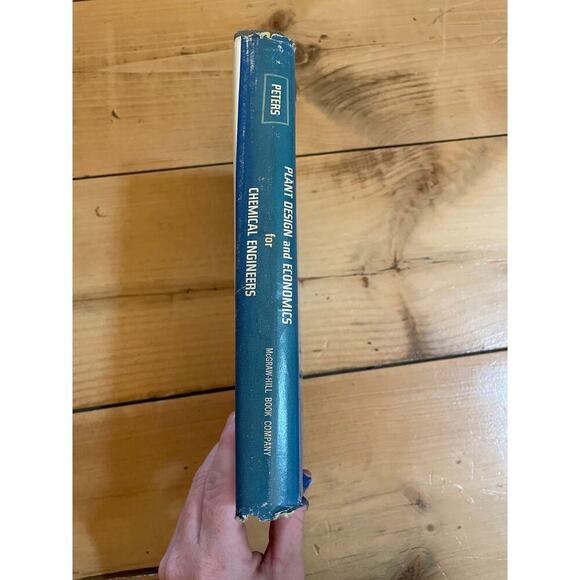 PETERS
PLANT DESIGN and ECONOMICS
for
CHEMICAL ENGINEERS
McGRAW-HILL BOOK COMPANY